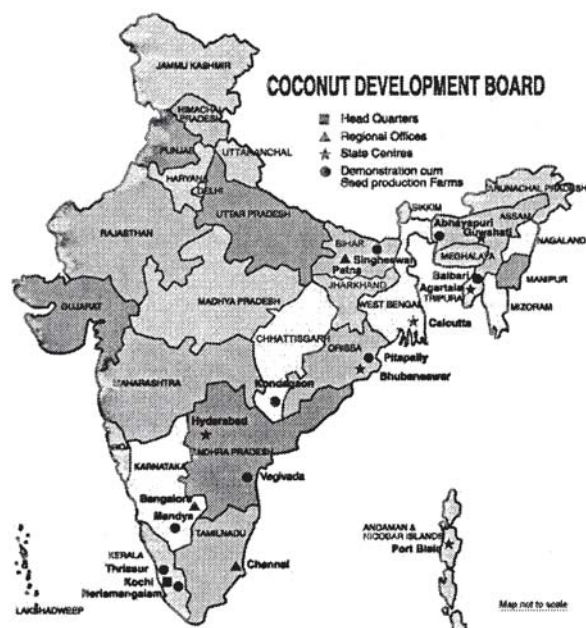 JAMMU KASHMIR
COCONUT DEVELOPMENT BOARD
HIMACHAL
PRADESH
Head Quarters
Regional Offices
State Centres
Demonstration cum
Seed production Farms
PUNJAB
UTTARANCHAL
HARYANA
DELHI
ARUNACHAL PRADESH
SIKKIM
UTTAR PRADESH
RAJASTHAN
ASSAM
Abhayapuri
Guwahati
NAGALAND
BIHAR
Singheswar
Patna
MEGHALAYA
MANIPUR
GUJARAT
MADHYA PRADESH
JHARKHAND
WEST BENGAL
Agartala
TRIPURA
MIZORAM
Calcutta
CHHATTISGARH
ORISSA
Pitapally
Bhubaneswar
MAHARASHTRA
Kondagaon
Hyderabad
ANDHRA PRADESH
GOA
KARNATAKA
Vegivada
Bangalore
Mandya
ANDAMAN &
NICOBAR ISLANDS
Port Blair
TAMILNADU
KERALA
Thrissur
Chennai
Kochi
Neriamangalam
LAKSHADWEEP
Map not to scale